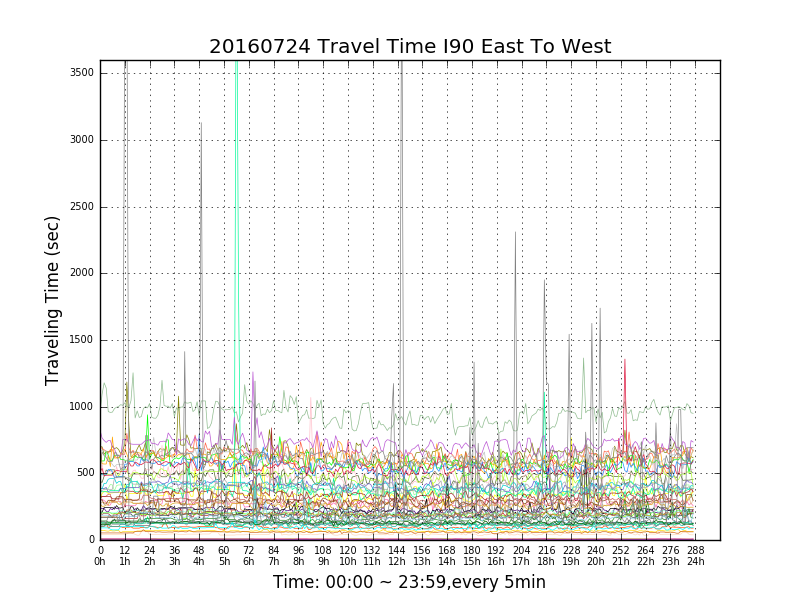 20160724 Travel Time I90 East To West
3500
3000
2500
2000
1500
1000
500
0
Traveling Time (sec)
0 12 24 36 48 60 72 84 96 108 120 132 144 156 168 180 192 204 216 228 240 252 264 276 288
0h 1h 2h 3h 4h 5h 6h 7h 8h 9h 10h 11h 12h 13h 14h 15h 16h 17h 18h 19h 20h 21h 22h 23h 24h
Time: 00:00 ~ 23:59,every 5min